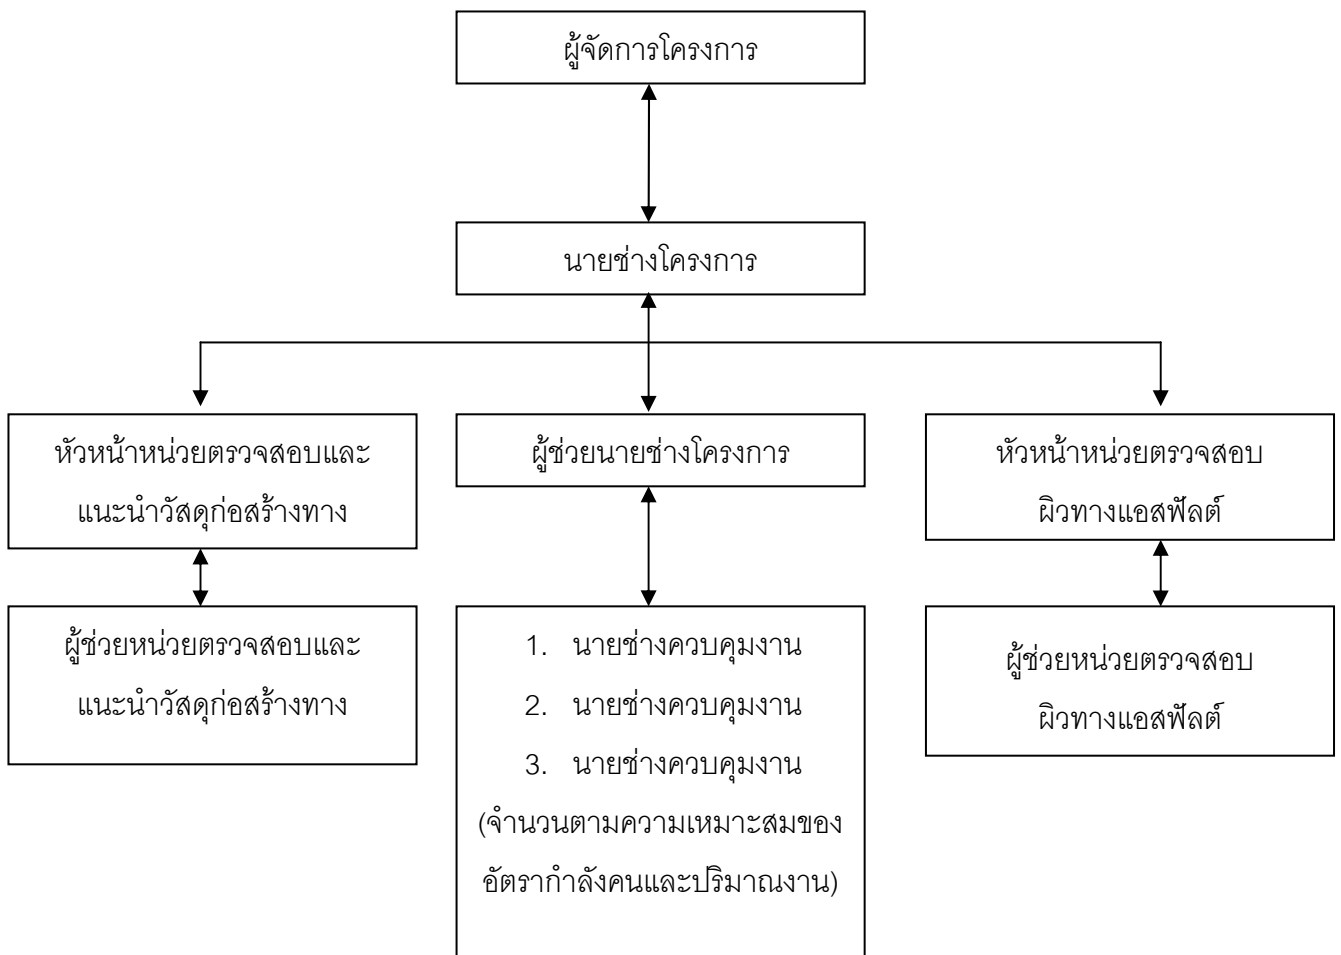 ผู้จัดการโครงการ
นายช่างโครงการ
หัวหน้าหน่วยตรวจสอบและ
แนะนำวัสดุก่อสร้างทาง
ผู้ช่วยนายช่างโครงการ
หัวหน้าหน่วยตรวจสอบ
ผิวทางแอสฟัลต์
ผู้ช่วยหน่วยตรวจสอบและ
แนะนำวัสดุก่อสร้างทาง
1. นายช่างควบคุมงาน
2. นายช่างควบคุมงาน
3. นายช่างควบคุมงาน
(จำนวนตามความเหมาะสมของ
อัตรากำลังคนและปริมาณงาน)
ผู้ช่วยหน่วยตรวจสอบ
ผิวทางแอสฟัลต์